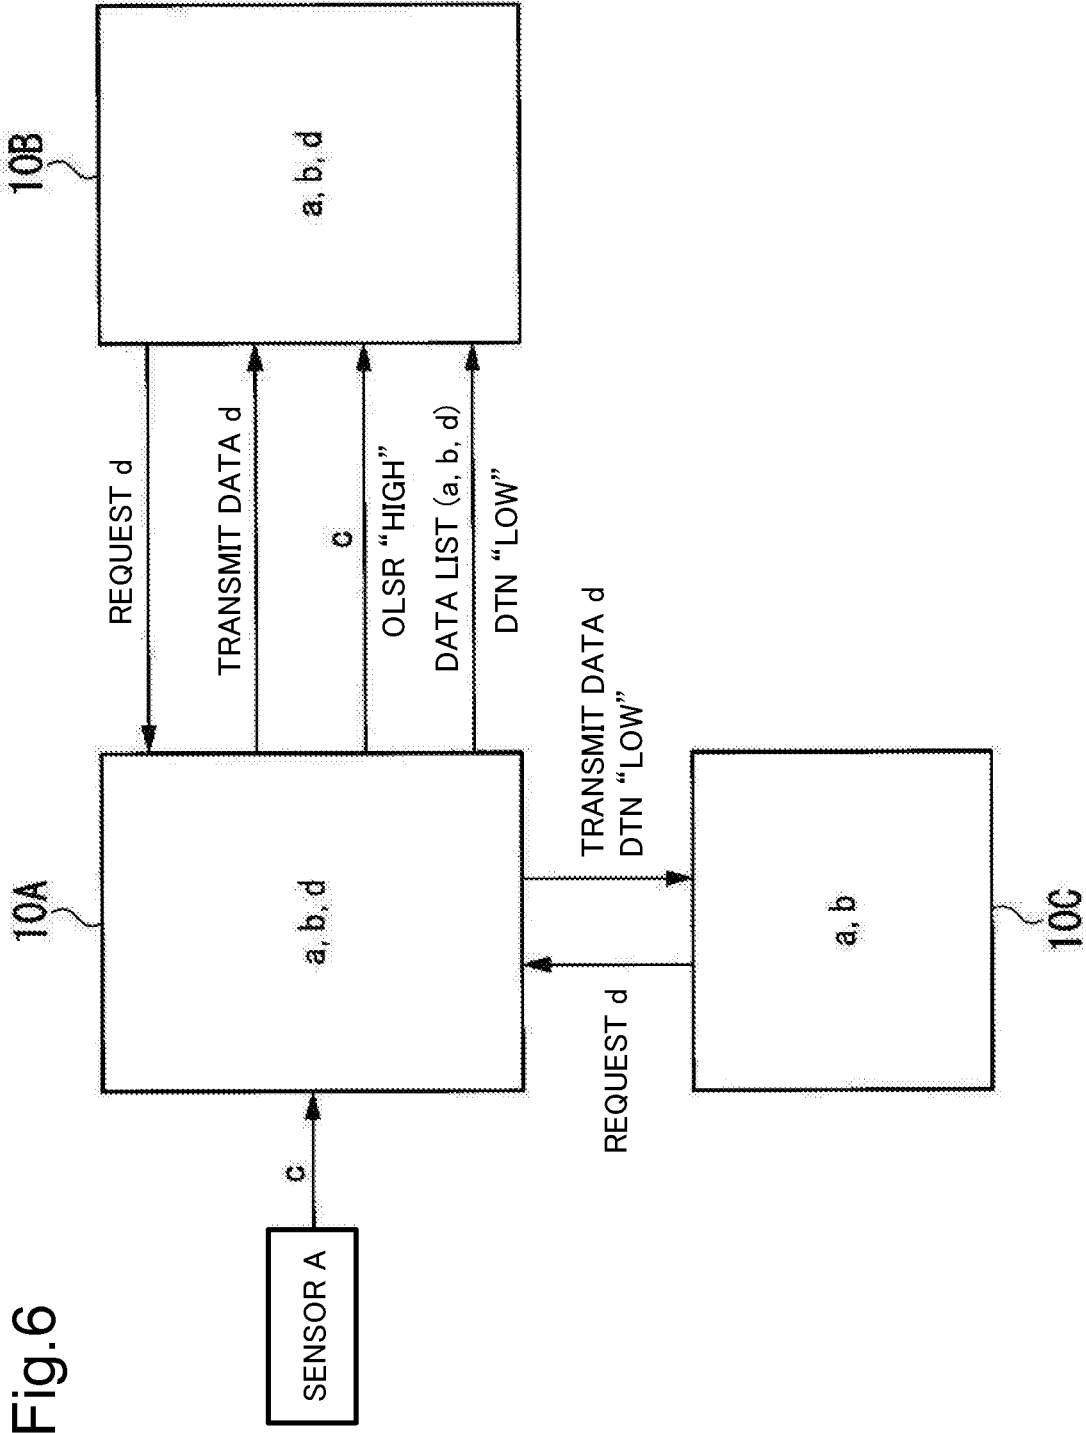 Fig.6
SENSOR A
c
10A
a, b, d
REQUEST d
TRANSMIT DATA d
c
OLSR “HIGH”
DATA LIST (a, b, d)
DTN “LOW”
10B
a, b, d
REQUEST d
TRANSMIT DATA d
DTN “LOW”
a, b
10C